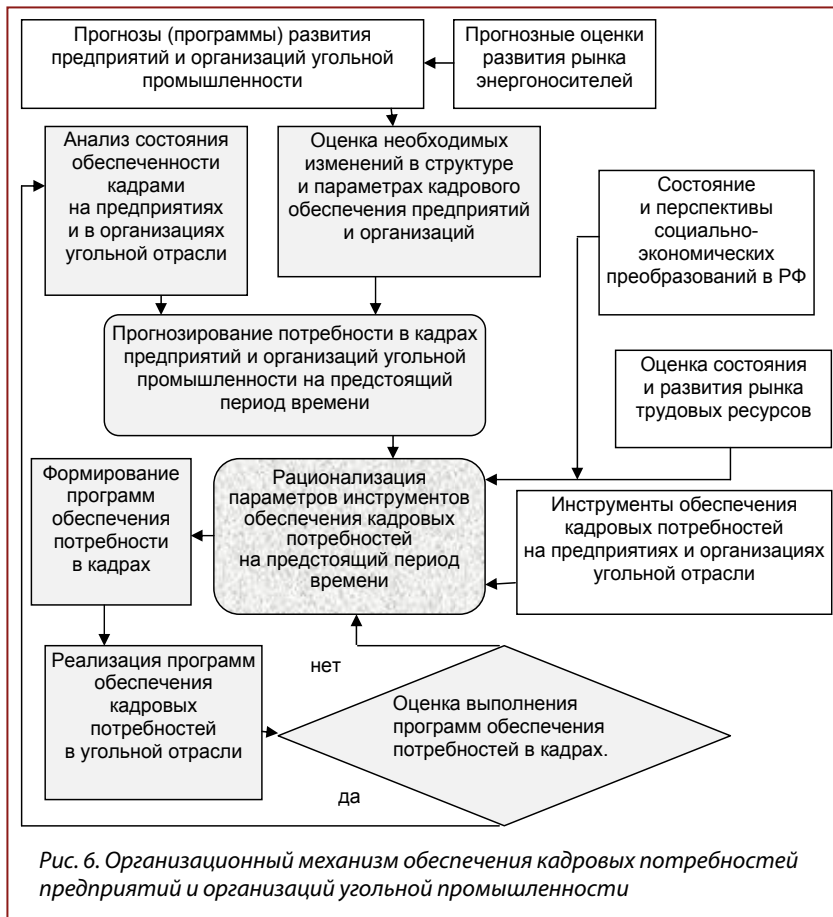 Прогнозы (программы) развития
предприятий и организаций угольной
промышленности
Прогнозные оценки
развития рынка
энергоносителей
Анализ состояния
обеспеченности
кадрами
на предприятиях
и в организациях
угольной отрасли
Оценка необходимых
изменений в структуре
и параметрах кадрового
обеспечения предприятий
и организаций
Состояние
и перспективы
социально-
экономических
преобразований в РФ
Прогнозирование потребности в кадрах
предприятий и организаций угольной
промышленности на предстоящий
период времени
Оценка состояния
и развития рынка
трудовых ресурсов
Формирование
программ
обеспечения
потребности
в кадрах
Рационализация
параметров инструментов
обеспечения кадровых
потребностей
на предстоящий период
времени
Инструменты обеспечения
кадровых потребностей
на предприятиях и организациях
угольной отрасли
Реализация программ
обеспечения
кадровых
потребностей
в угольной отрасли
нет
Оценка выполнения
программ обеспечения
потребностей в кадрах.
да
Рис. 6. Организационный механизм обеспечения кадровых потребностей
предприятий и организаций угольной промышленности